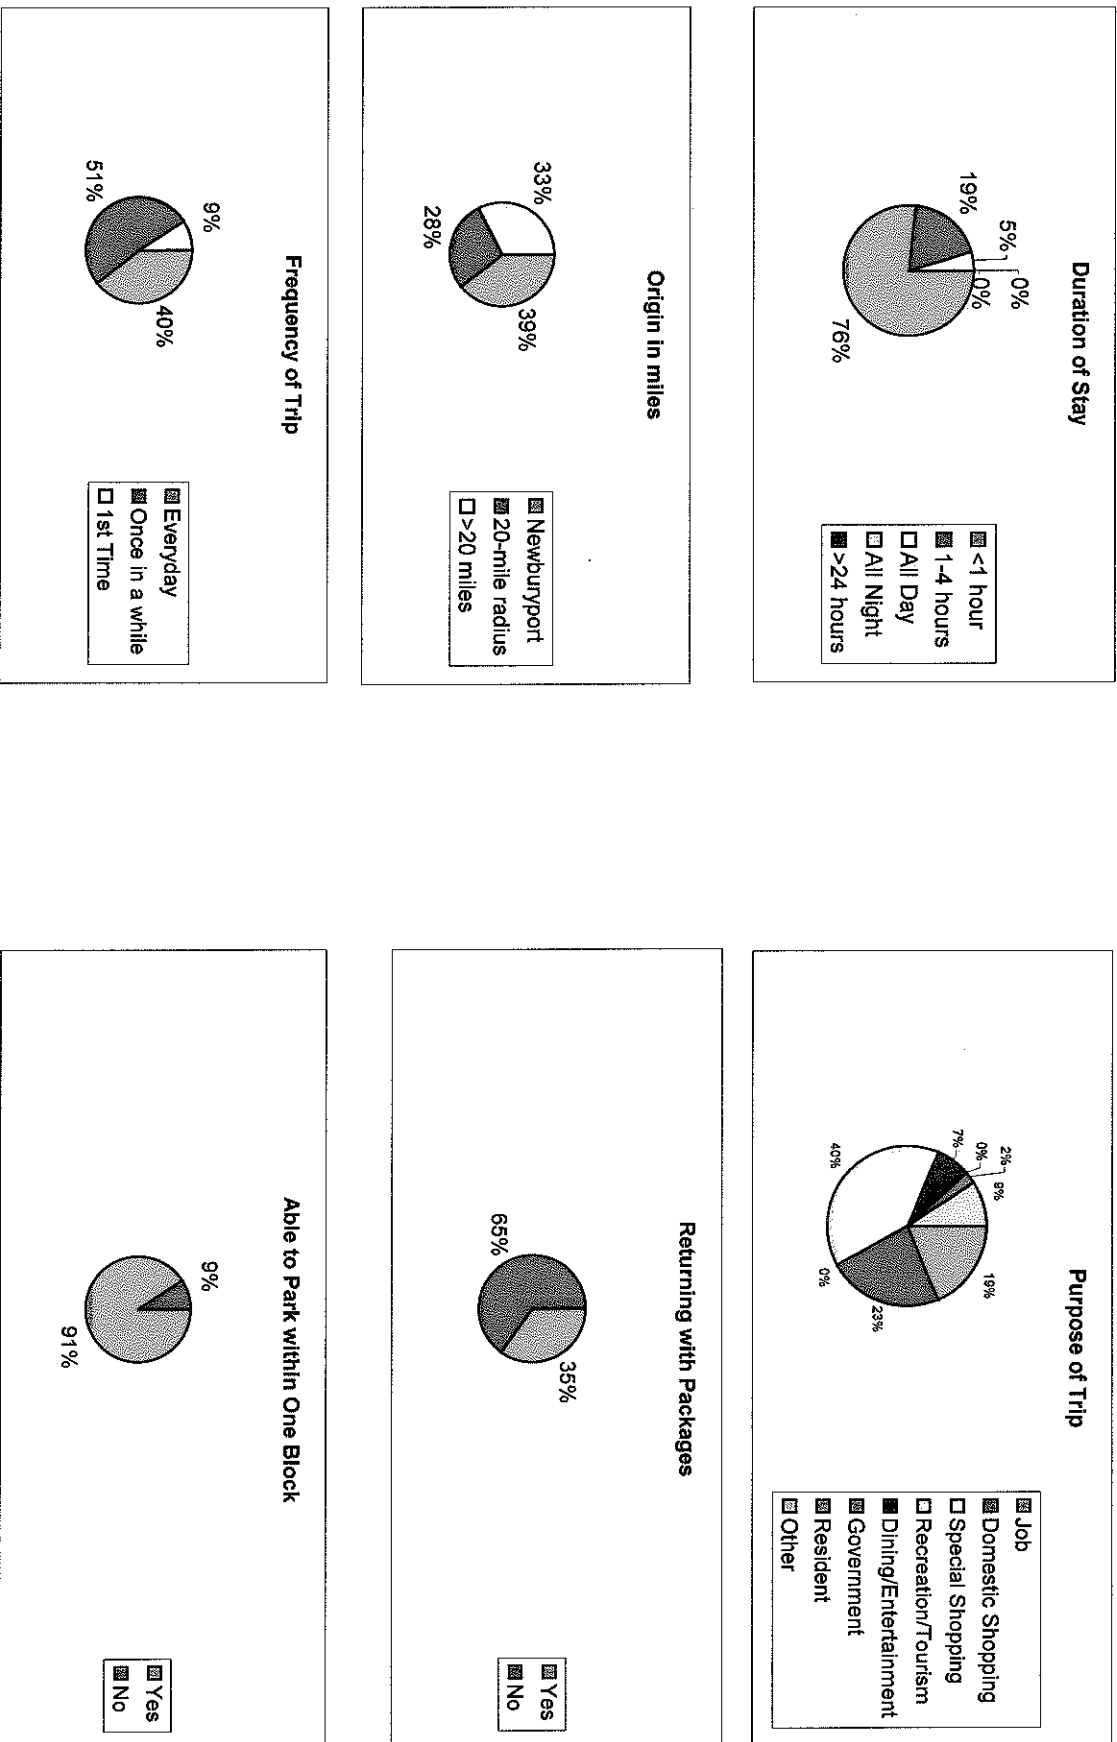 Duration of Stay
0%
0%
5%
19%
76%
<1 hour
1-4 hours
All Day
All Night
>24 hours
Purpose of Trip
2%
9%
0%
7%
19%
40%
23%
0%
Job
Domestic Shopping
Special Shopping
Recreation/Tourism
Dining/Entertainment
Government
Resident
Other
Origin in miles
33%
39%
28%
Newburyport
20-mile radius
>20 miles
Returning with Packages
65%
35%
Yes
No
Frequency of Trip
9%
51%
40%
Everyday
Once in a while
1st Time
Able to Park within One Block
9%
91%
Yes
No